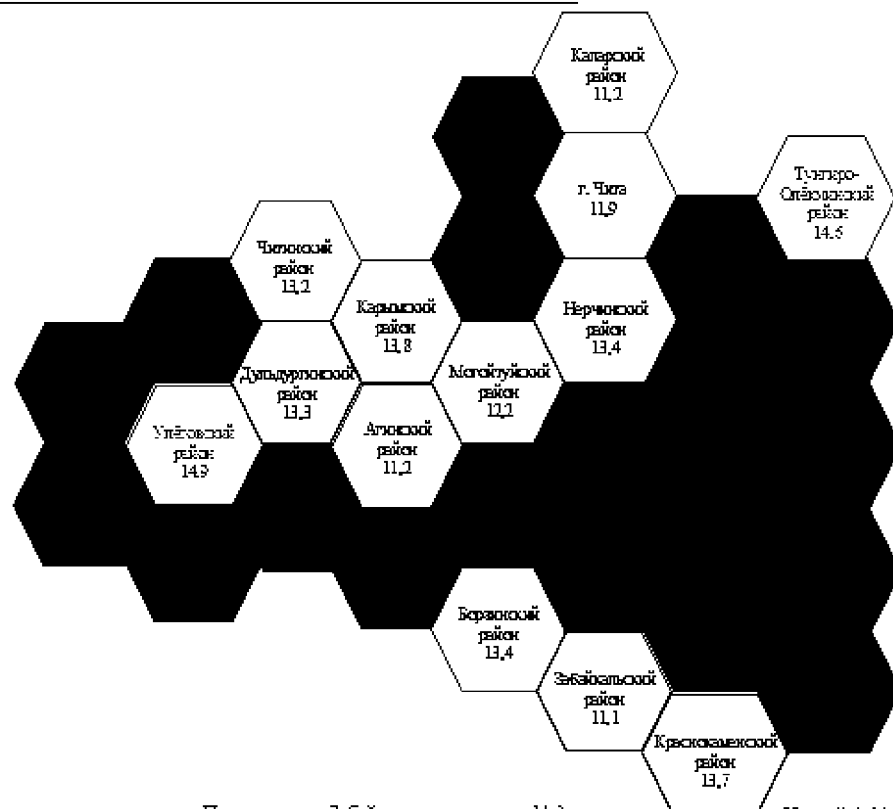 Каларский
район
11,2
г. Чита
11,9
Тунгиро-
Олёкминский
район
14,6
Читинский
район
13,2
Карымский
район
13,8
Нерчинский
район
13,4
Дульдургинский
район
13,3
Могойтуйский
район
12,2
Улётовский
район
14,9
Агинский
район
11,2
Борзинский
район
13,4
Забайкальский
район
11,1
Краснокаменский
район
13,7